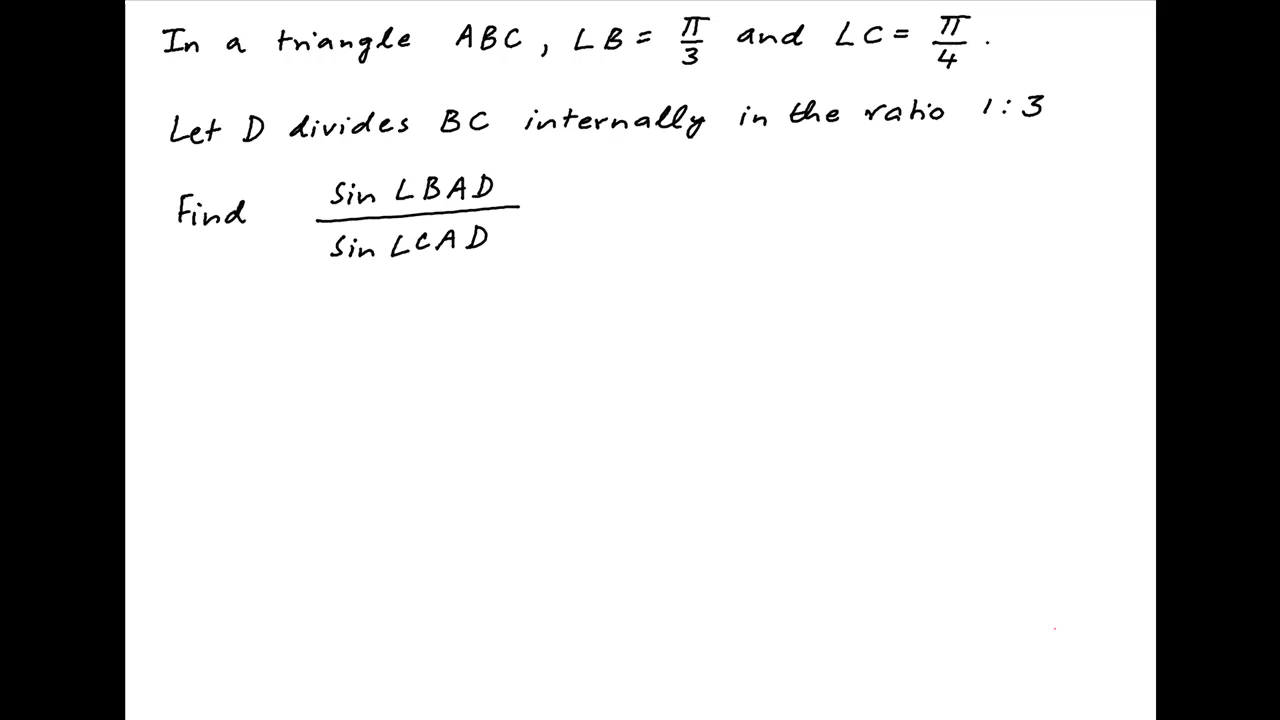 In a triangle ABC, ∠B = π/3 and ∠C = π/4.
Let D divides BC internally in the ratio 1:3
Find sin ∠BAD / sin ∠CAD